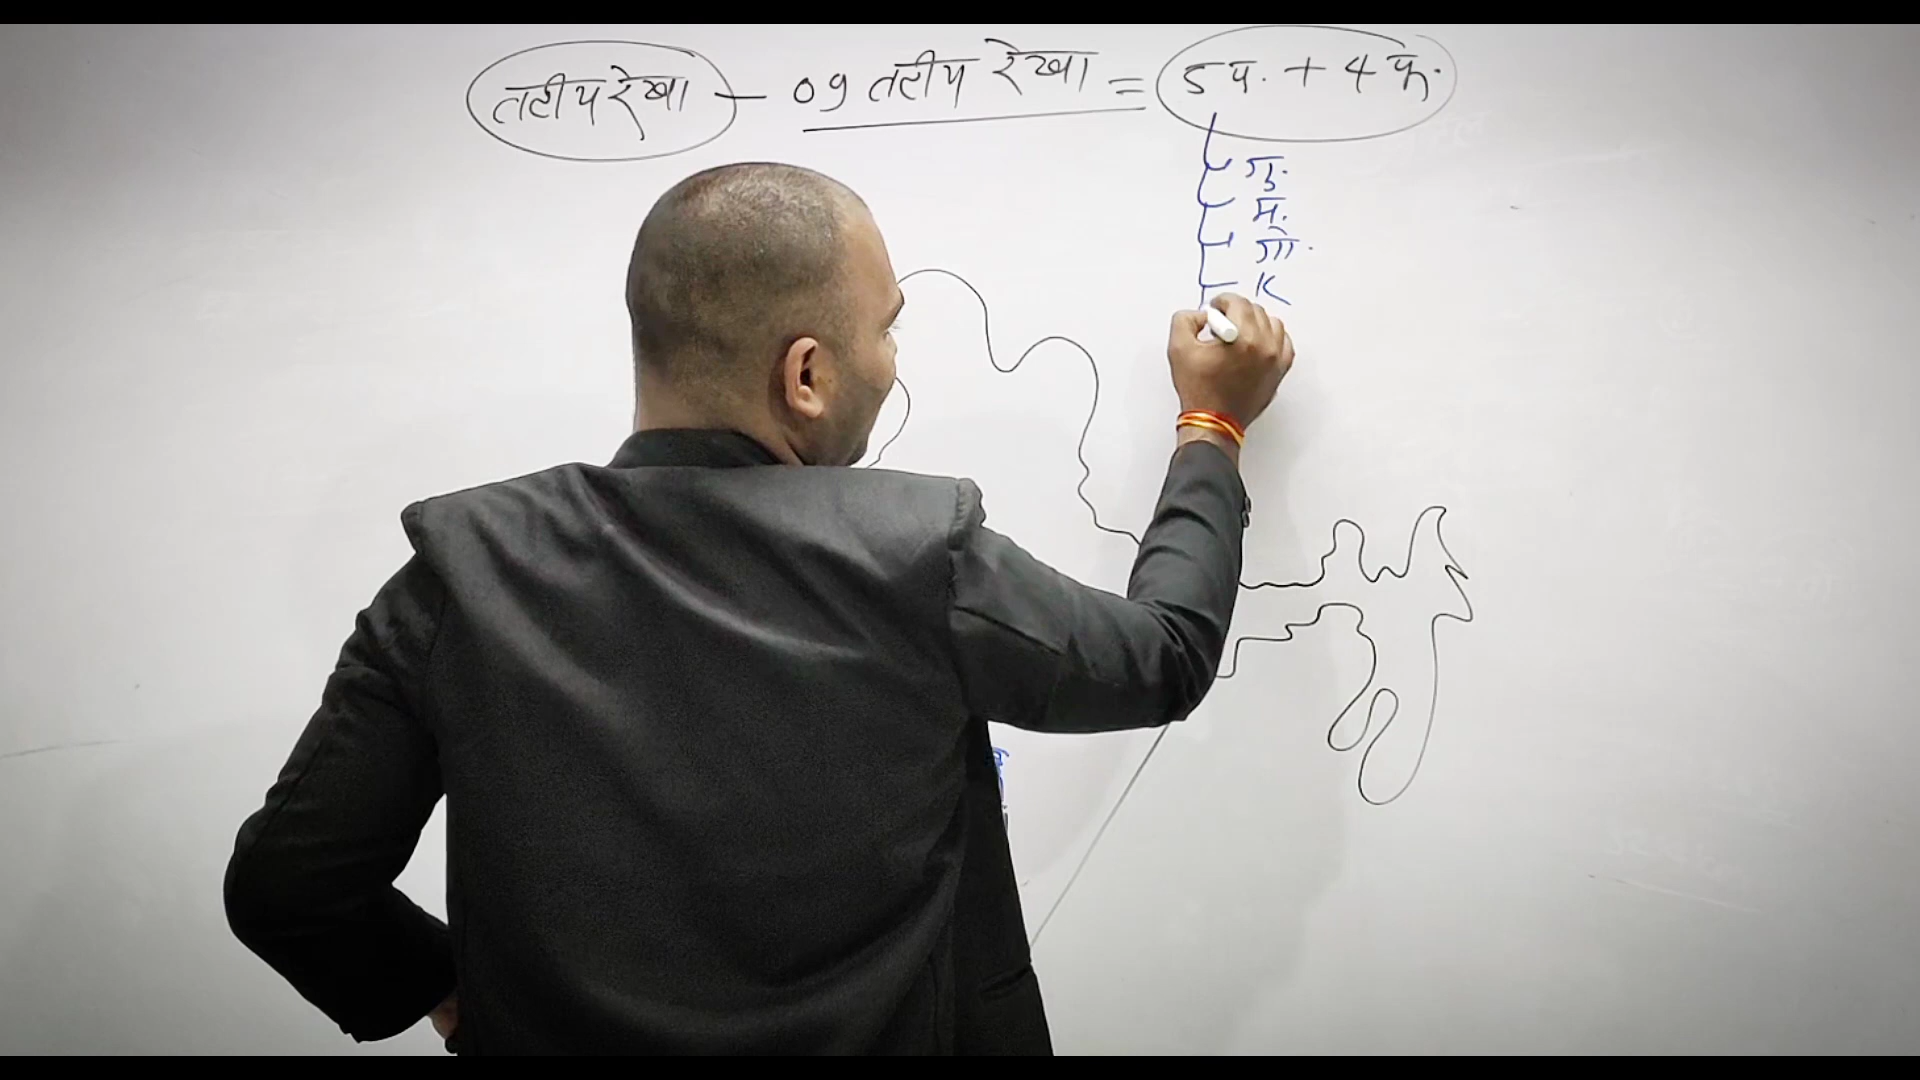 तटीय रेखा — 09 तटीय रेखा = 5 प. + 4 पू.
गु.
म.
गो.
K